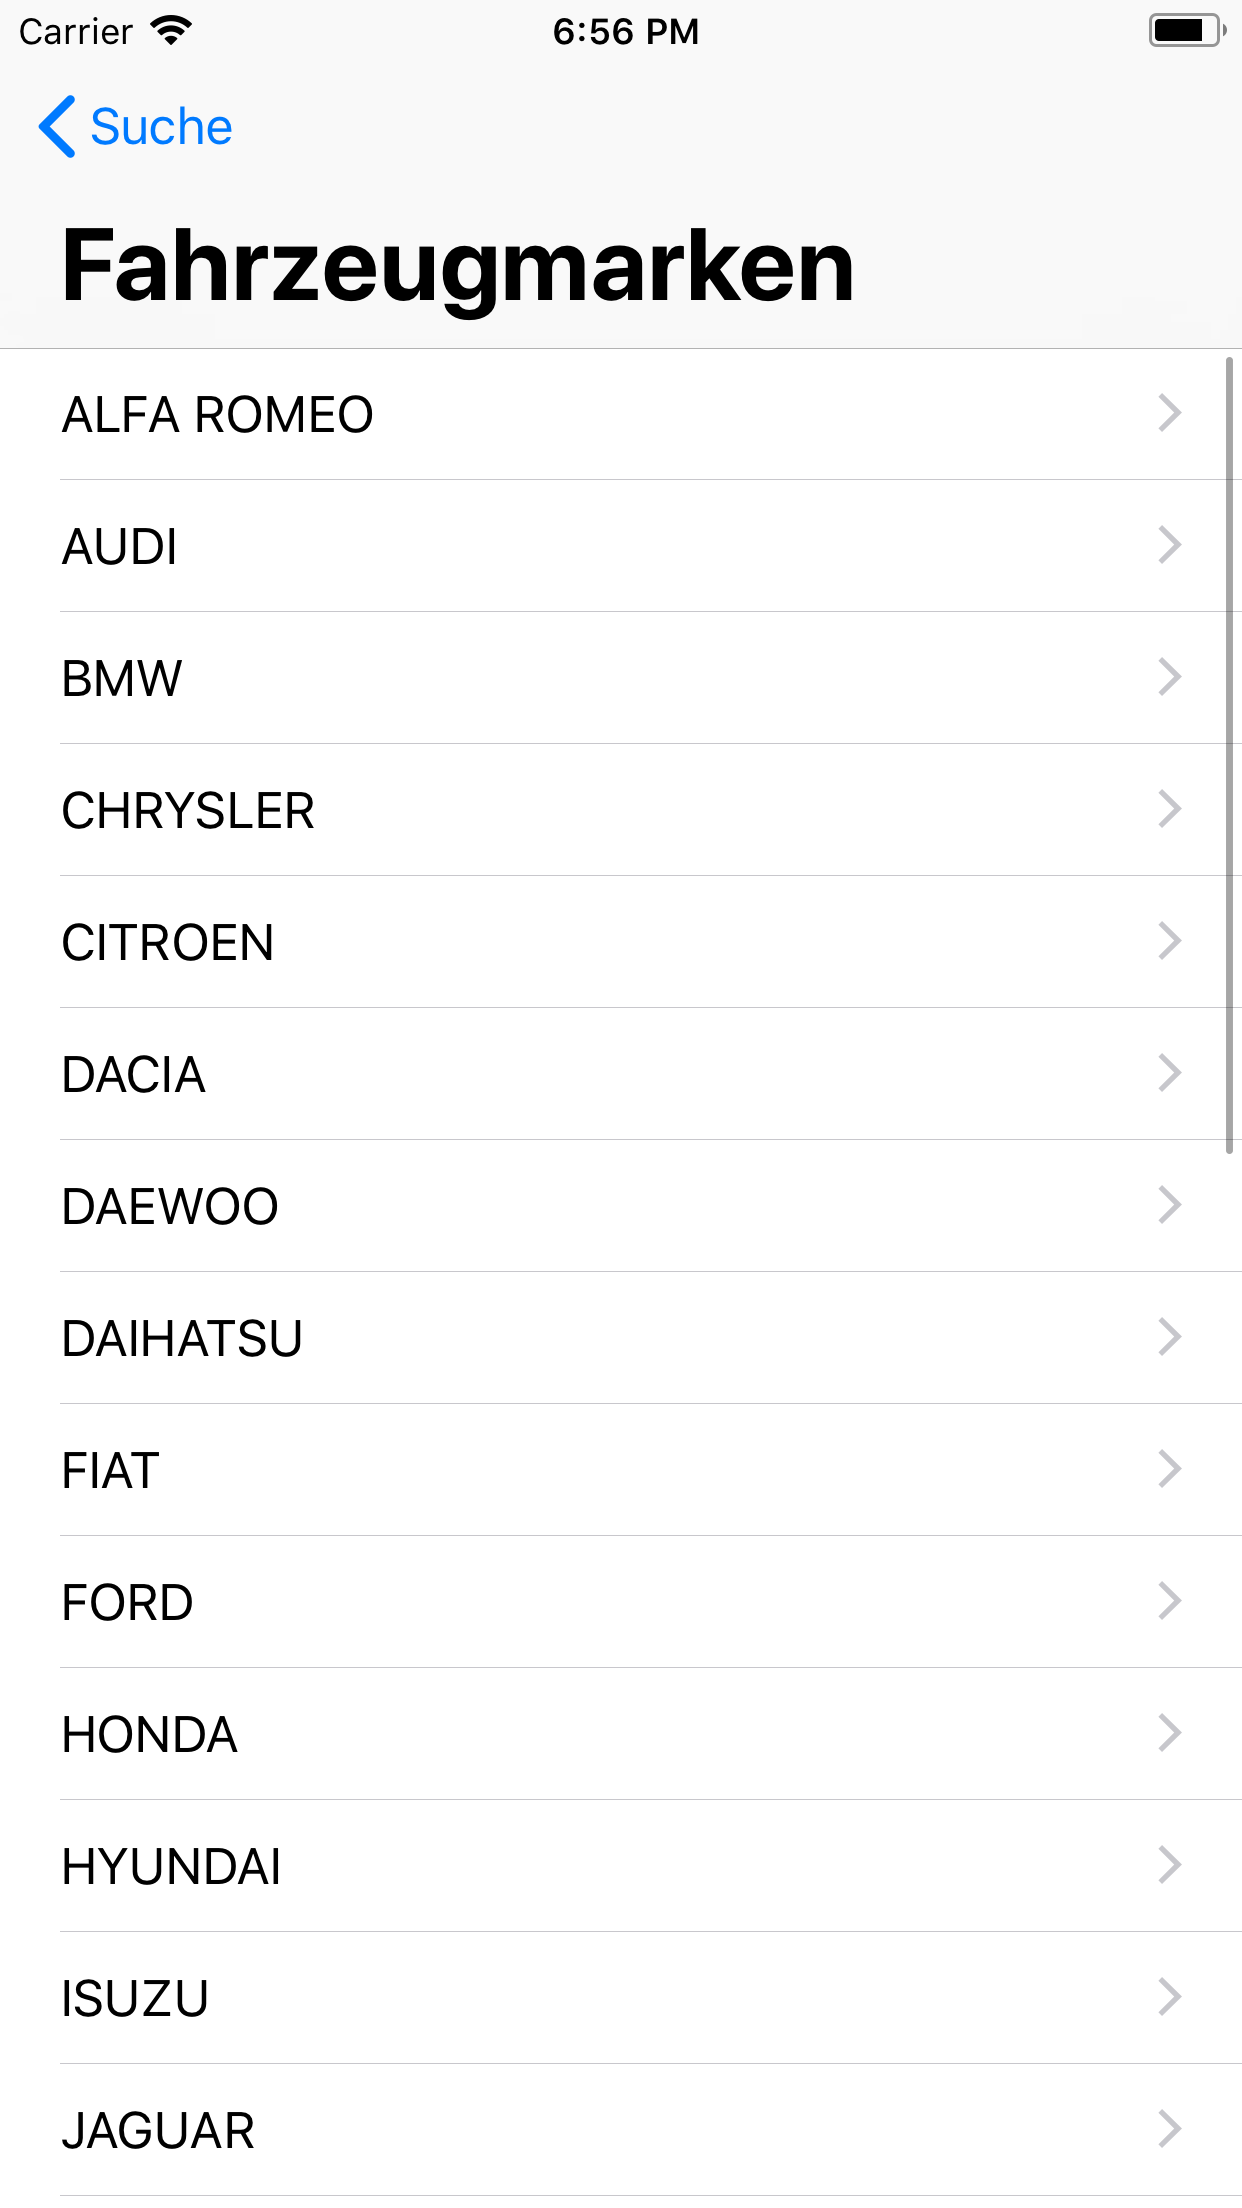 Carrier 6:56 PM
Suche
Fahrzeugmarken
ALFA ROMEO
AUDI
BMW
CHRYSLER
CITROEN
DACIA
DAEWOO
DAIHATSU
FIAT
FORD
HONDA
HYUNDAI
ISUZU
JAGUAR